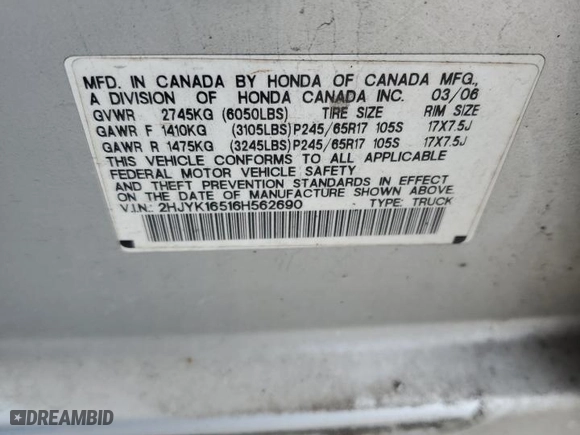 MFD. IN CANADA BY HONDA OF CANADA MFG.,
A DIVISION OF HONDA CANADA INC. 03/06
GVWR 2745KG (6050LBS) TIRE SIZE RIM SIZE
GAWR F 1410KG (3105LBS) P245/65R17 105S 17X7.5J
GAWR R 1475KG (3245LBS) P245/65R17 105S 17X7.5J
THIS VEHICLE CONFORMS TO ALL APPLICABLE
FEDERAL MOTOR VEHICLE SAFETY
AND THEFT PREVENTION STANDARDS IN EFFECT
ON THE DATE OF MANUFACTURE SHOWN ABOVE.
V.I.N.: 2HJYK16516H562690 TYPE: TRUCK
DREAMBID